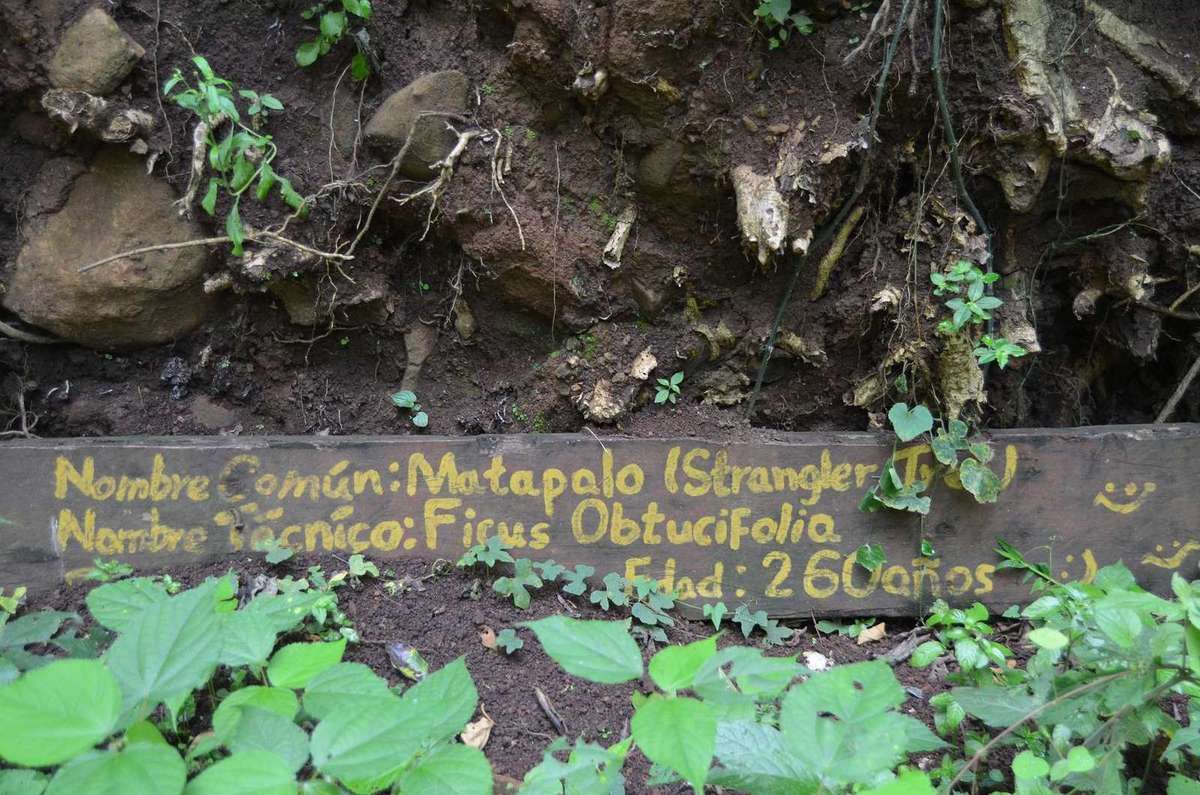 Nombre Común: Matapalo (Strangler Tree)
Nombre Técnico: Ficus Obtucifolia
Edad: 260 años